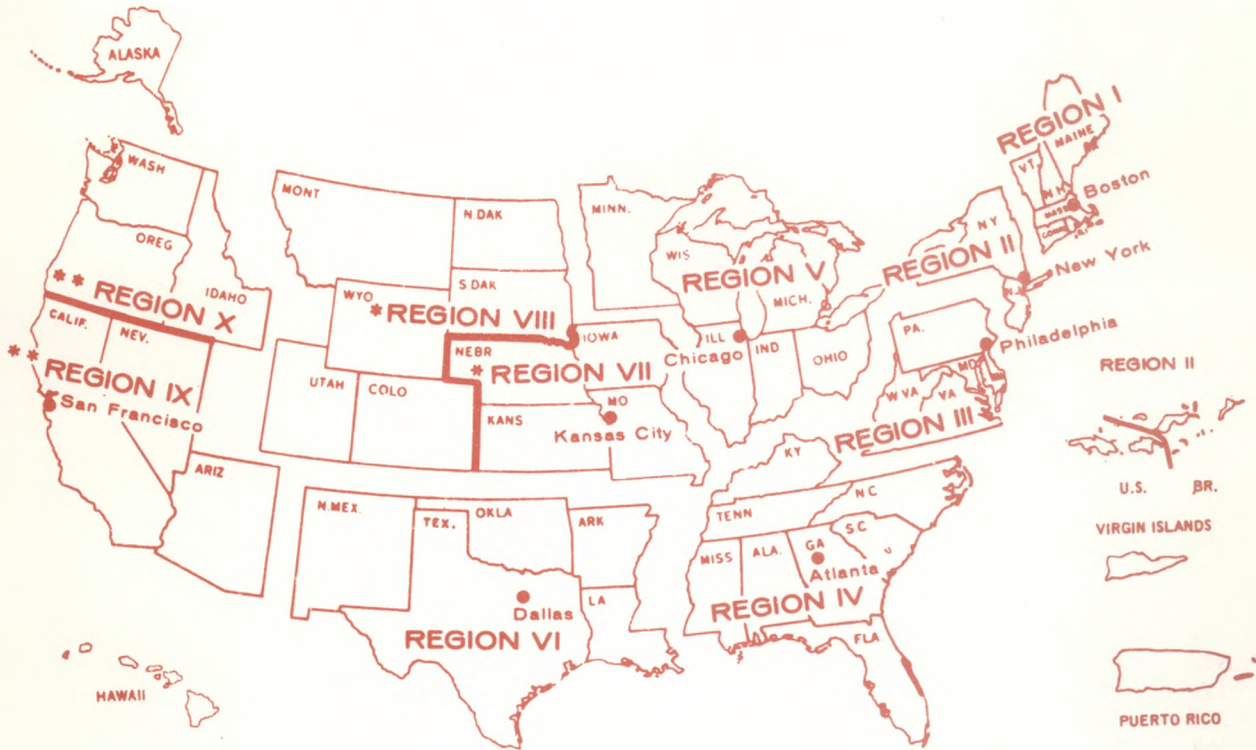 ALASKA
WASH
OREG
IDAHO
** REGION X
CALIF.
NEV.
** REGION IX
San Francisco
ARIZ
HAWAII
MONT
N.DAK
S DAK
WYO
* REGION VIII
UTAH
COLO
NEBR
* REGION VII
IOWA
KANS
MO
Kansas City
MINN.
WIS
REGION V
MICH.
ILL
Chicago
IND
OHIO
REGION I
MAINE
VT.
N H
Boston
MASS
CONN
N Y
REGION II
New York
N.J.
PA.
Philadelphia
MD
W VA
VA
REGION III
KY
N C
TENN
S.C
MISS
ALA.
GA
Atlanta
REGION IV
FLA
N.MEX.
TEX.
OKLA
ARK
LA
Dallas
REGION VI
REGION II
U.S. BR.
VIRGIN ISLANDS
PUERTO RICO